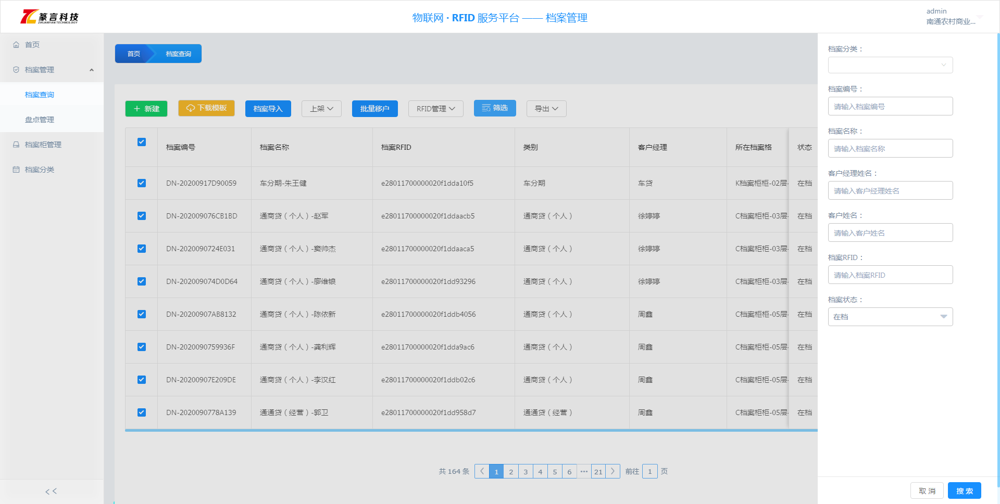 篆言科技
ZHUANYAN TECHNOLOGY
物联网 · RFID 服务平台 —— 档案管理
admin
南通农村商业...
首页
档案管理
档案查询
盘点管理
档案柜管理
档案分类
<<
首页 档案查询
新建 下载模板 档案导入 上架 批量移户 RFID管理 筛选 导出
档案编号 档案名称 档案RFID 类别 客户经理 所在档案格 状态
DN-20200917D90059 车分期-朱王健 e28011700000020f1dda10f5 车分期 车贷 K档案柜柜-02层- 在档
DN-202009076CB1BD 通商贷（个人）-赵军 e28011700000020f1ddaacb5 通商贷（个人） 徐婷婷 C档案柜柜-03层- 在档
DN-2020090724E031 通商贷（个人）-窦帅杰 e28011700000020f1ddaaca5 通商贷（个人） 徐婷婷 C档案柜柜-03层- 在档
DN-202009074D0D64 通商贷（个人）-廖维锒 e28011700000020f1dd93296 通商贷（个人） 徐婷婷 C档案柜柜-03层- 在档
DN-20200907AB8132 通商贷（个人）-陈依新 e28011700000020f1ddb4056 通商贷（个人） 周鑫 C档案柜柜-05层- 在档
DN-2020090759936F 通商贷（个人）-龚利辉 e28011700000020f1dda9ac6 通商贷（个人） 周鑫 C档案柜柜-05层- 在档
DN-20200907E209DE 通商贷（个人）-李汉红 e28011700000020f1ddb02c6 通商贷（个人） 周鑫 C档案柜柜-05层- 在档
DN-2020090778A139 通通贷（经营）-郭卫 e28011700000020f1dd958d7 通通贷（经营） 周鑫 C档案柜柜-05层- 在档
共 164 条 < 1 2 3 4 5 6 ••• 21 > 前往 1 页
档案分类：
档案编号：
请输入档案编号
档案名称：
请输入档案名称
客户经理姓名：
请输入客户经理姓名
客户姓名：
请输入客户姓名
档案RFID：
请输入档案RFID
档案状态：
在档
取 消 搜 索